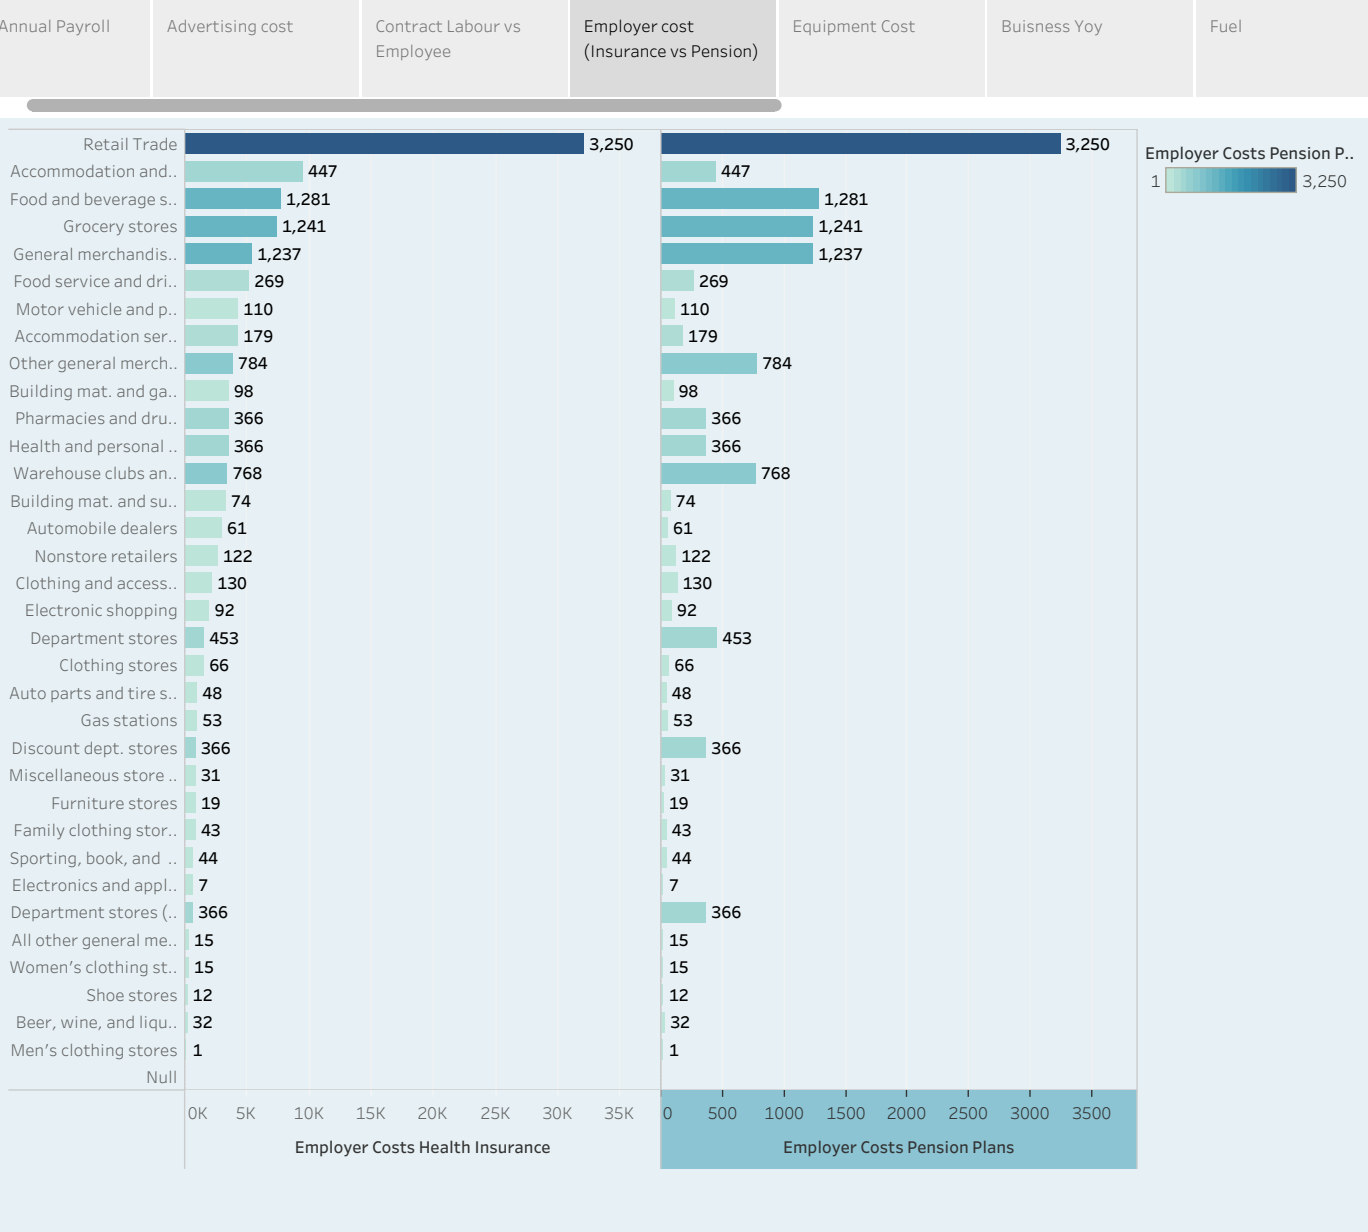 Annual Payroll
Advertising cost
Contract Labour vs
Employee
Employer cost
(Insurance vs Pension)
Equipment Cost
Buisness Yoy
Fuel
Employer Costs Pension P..
1 3,250
Retail Trade 3,250 3,250
Accommodation and.. 447 447
Food and beverage s.. 1,281 1,281
Grocery stores 1,241 1,241
General merchandis.. 1,237 1,237
Food service and dri.. 269 269
Motor vehicle and p.. 110 110
Accommodation ser.. 179 179
Other general merch.. 784 784
Building mat. and ga.. 98 98
Pharmacies and dru.. 366 366
Health and personal .. 366 366
Warehouse clubs an.. 768 768
Building mat. and su.. 74 74
Automobile dealers 61 61
Nonstore retailers 122 122
Clothing and access.. 130 130
Electronic shopping 92 92
Department stores 453 453
Clothing stores 66 66
Auto parts and tire s.. 48 48
Gas stations 53 53
Discount dept. stores 366 366
Miscellaneous store .. 31 31
Furniture stores 19 19
Family clothing stor.. 43 43
Sporting, book, and .. 44 44
Electronics and appl.. 7 7
Department stores (.. 366 366
All other general me.. 15 15
Women's clothing st.. 15 15
Shoe stores 12 12
Beer, wine, and liqu.. 32 32
Men's clothing stores 1 1
Null
0K 5K 10K 15K 20K 25K 30K 35K 0 500 1000 1500 2000 2500 3000 3500
Employer Costs Health Insurance Employer Costs Pension Plans